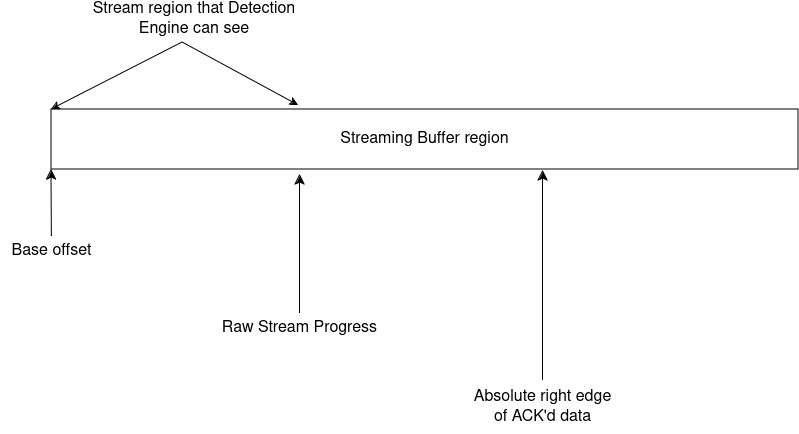 Stream region that Detection
Engine can see
Streaming Buffer region
Base offset
Raw Stream Progress
Absolute right edge
of ACK'd data